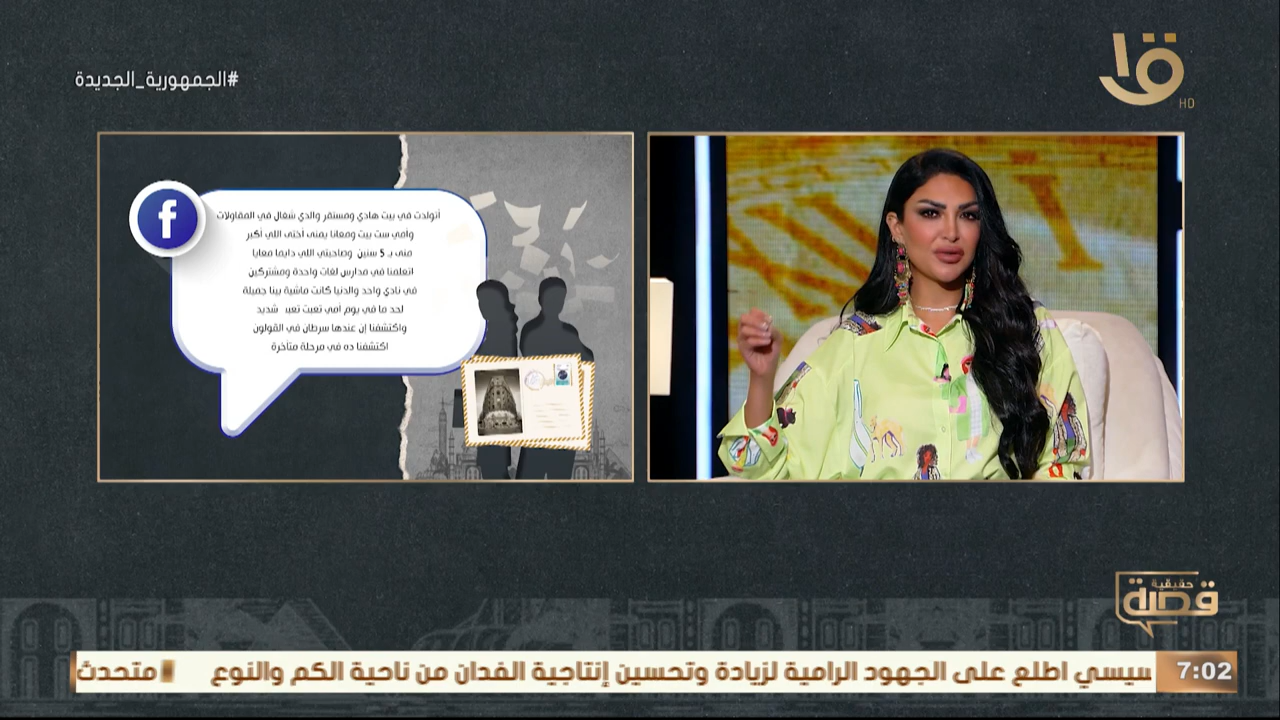 #الجمهورية_الجديدة
HD
f
أتولدت في بيت هادي ومستقر والدي شغال في المقاولات
وأمي ست بيت ومعانا يمنى أختي اللي أكبر
مني بـ 5 سنين وصاحبتي اللي دايما معايا
اتعلمنا في مدارس لغات واحدة ومشتركين
في نادي واحد والدنيا كانت ماشية بينا جميلة
لحد ما في يوم أمي تعبت تعب شديد
واكتشفنا إن عندها سرطان في القولون
اكتشفنا ده في مرحلة متأخرة
قصة حقيقية
7:02
سيسي اطلع على الجهود الرامية لزيادة وتحسين إنتاجية الفدان من ناحية الكم والنوع
متحدث